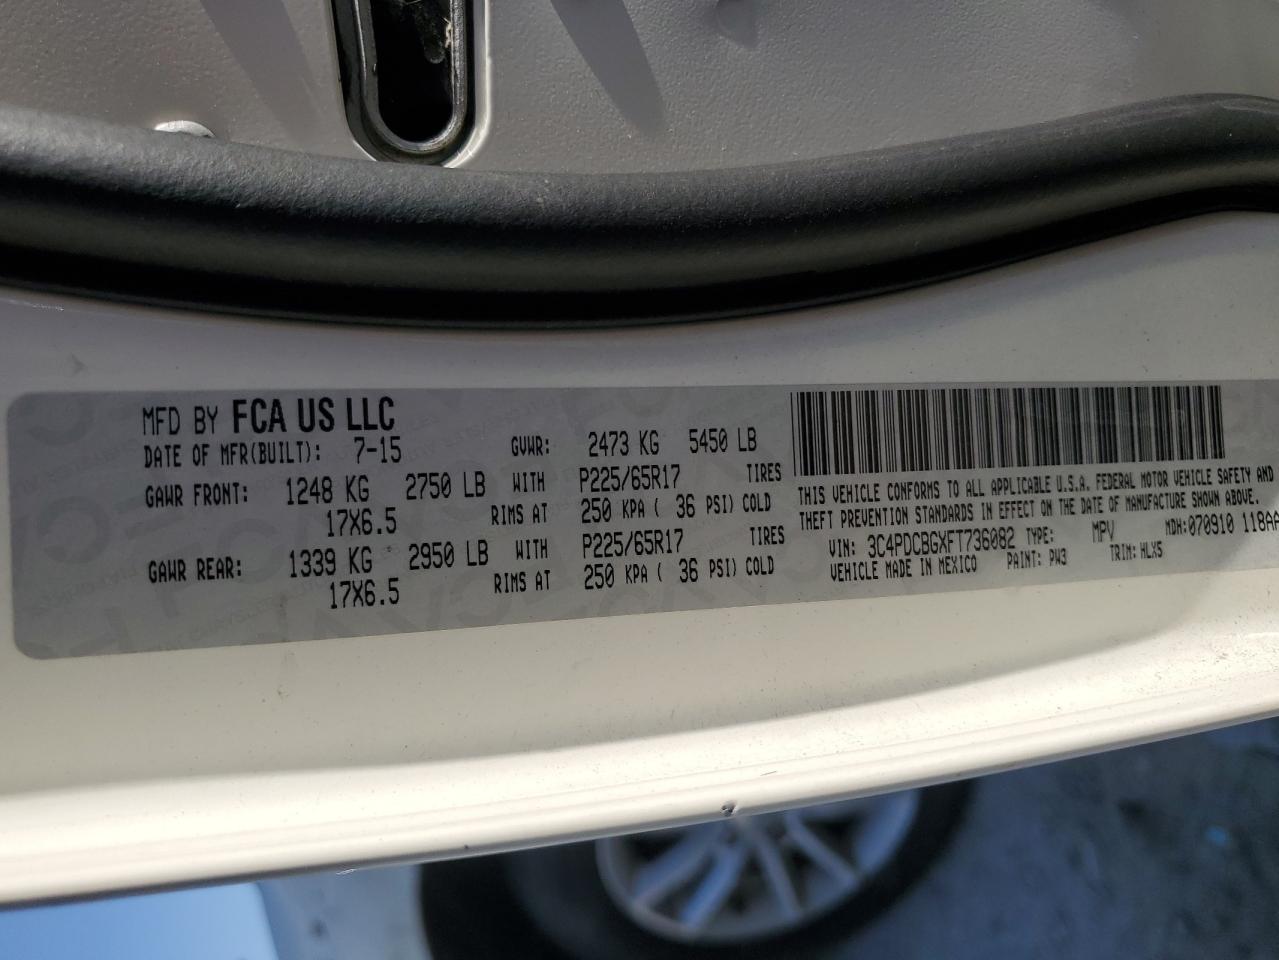 MFD BY FCA US LLC
DATE OF MFR(BUILT): 7-15 GVWR: 2473 KG 5450 LB
GAWR FRONT: 1248 KG 2750 LB WITH P225/65R17 TIRES
17X6.5 RIMS AT 250 KPA ( 36 PSI) COLD
GAWR REAR: 1339 KG 2950 LB WITH P225/65R17 TIRES
17X6.5 RIMS AT 250 KPA ( 36 PSI) COLD
THIS VEHICLE CONFORMS TO ALL APPLICABLE U.S.A. FEDERAL MOTOR VEHICLE SAFETY AND
THEFT PREVENTION STANDARDS IN EFFECT ON THE DATE OF MANUFACTURE SHOWN ABOVE.
VIN: 3C4PDCBGXFT736082 TYPE: MPV MDH:070910 118AA
VEHICLE MADE IN MEXICO PAINT: PW3 TRIM: HLX5